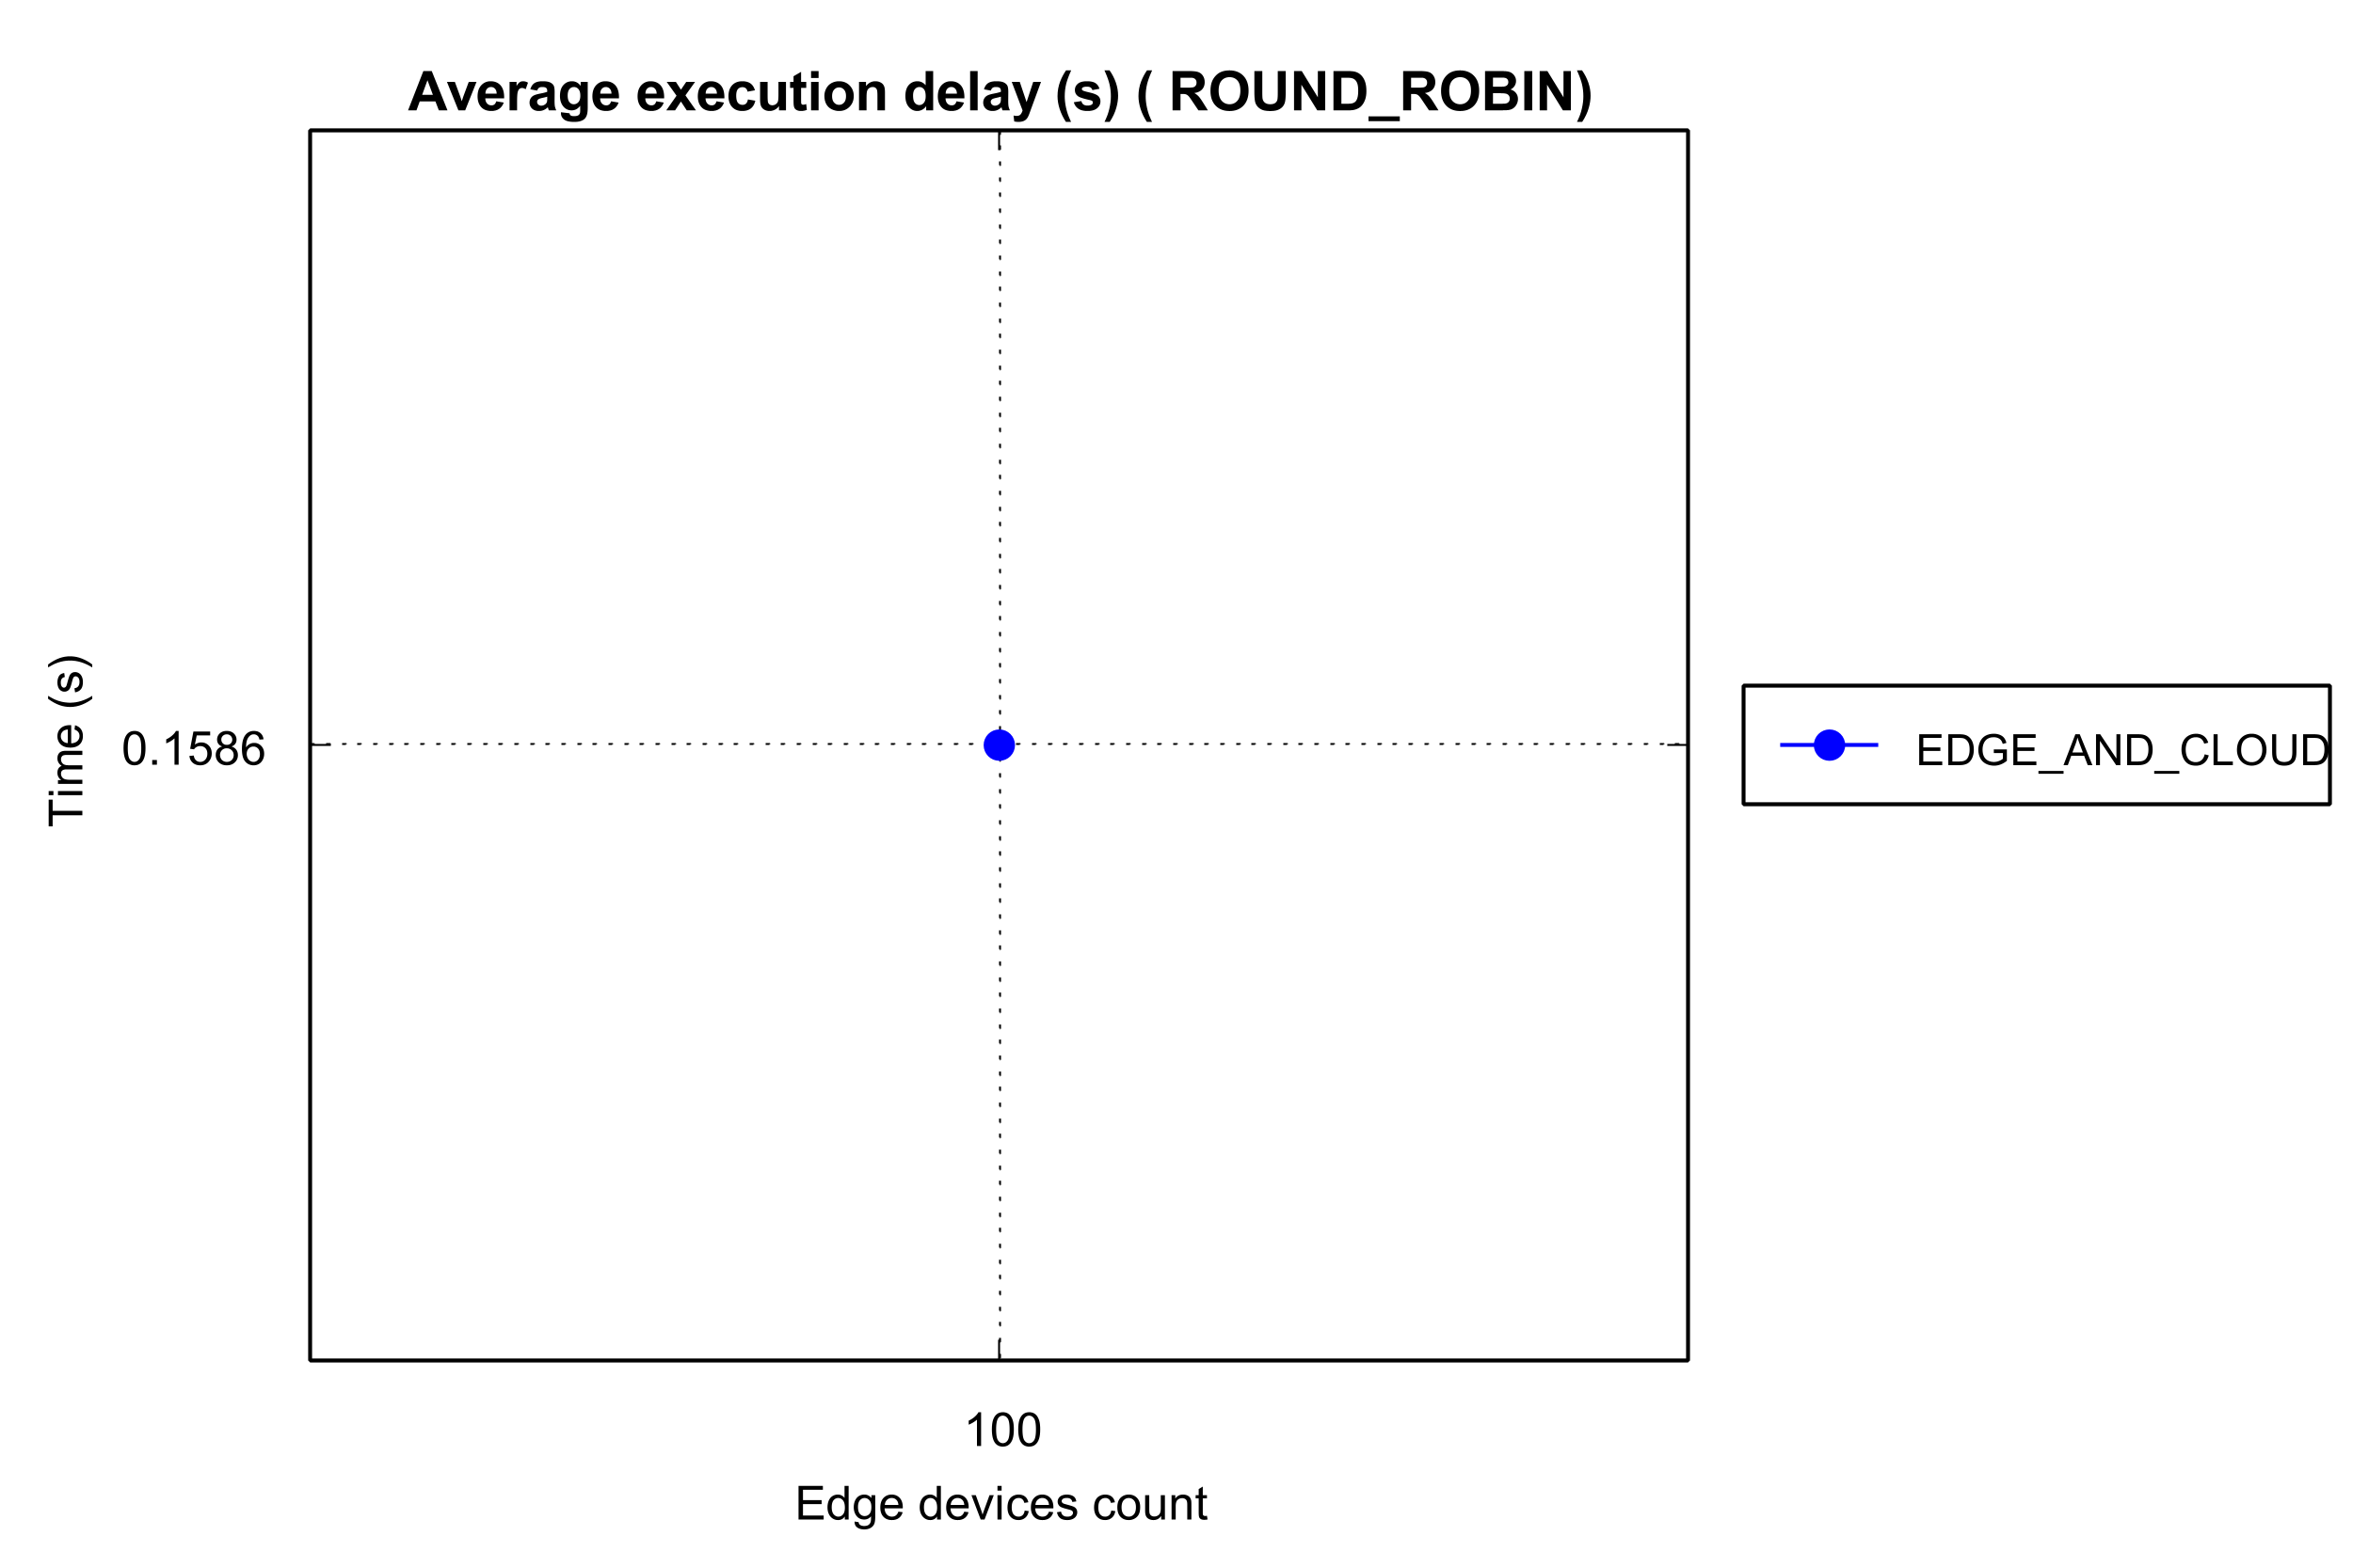 Average execution delay (s) ( ROUND_ROBIN)
Time (s)
0.1586
EDGE_AND_CLOUD
100
Edge devices count